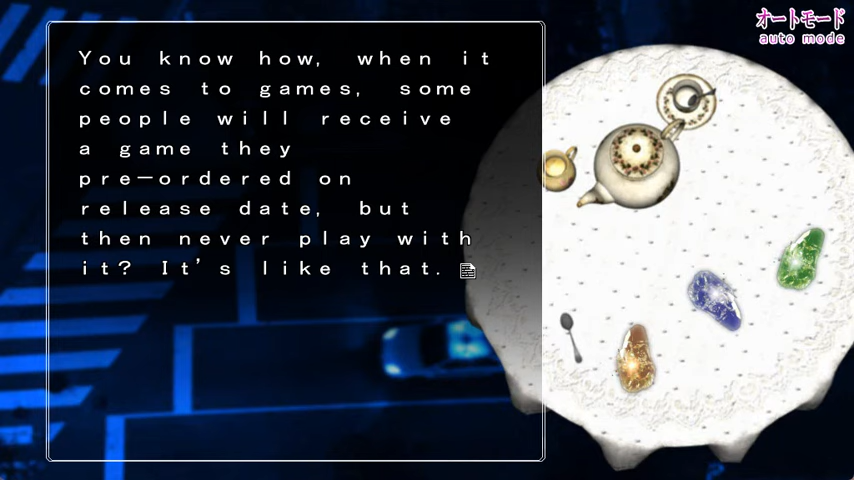 オートモード
auto mode
You know how, when it
comes to games, some
people will receive
a game they
pre－ordered on
release date, but
then never play with
it? It's like that.